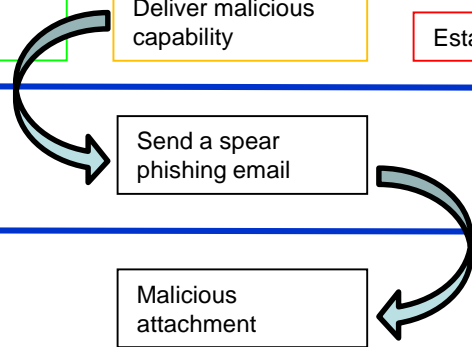 Deliver malicious
capability
Esta
Send a spear
phishing email
Malicious
attachment